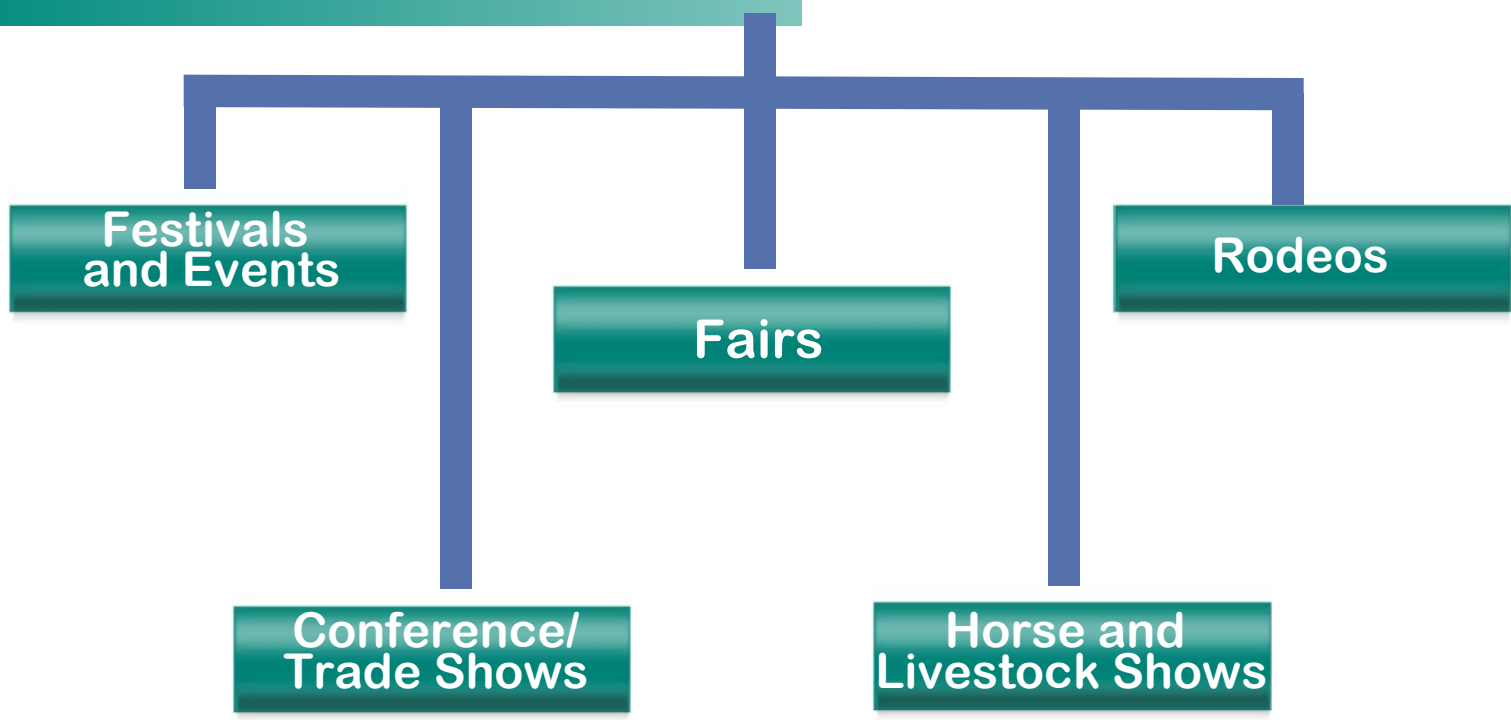 Festivals
and Events
Rodeos
Fairs
Conference/
Trade Shows
Horse and
Livestock Shows